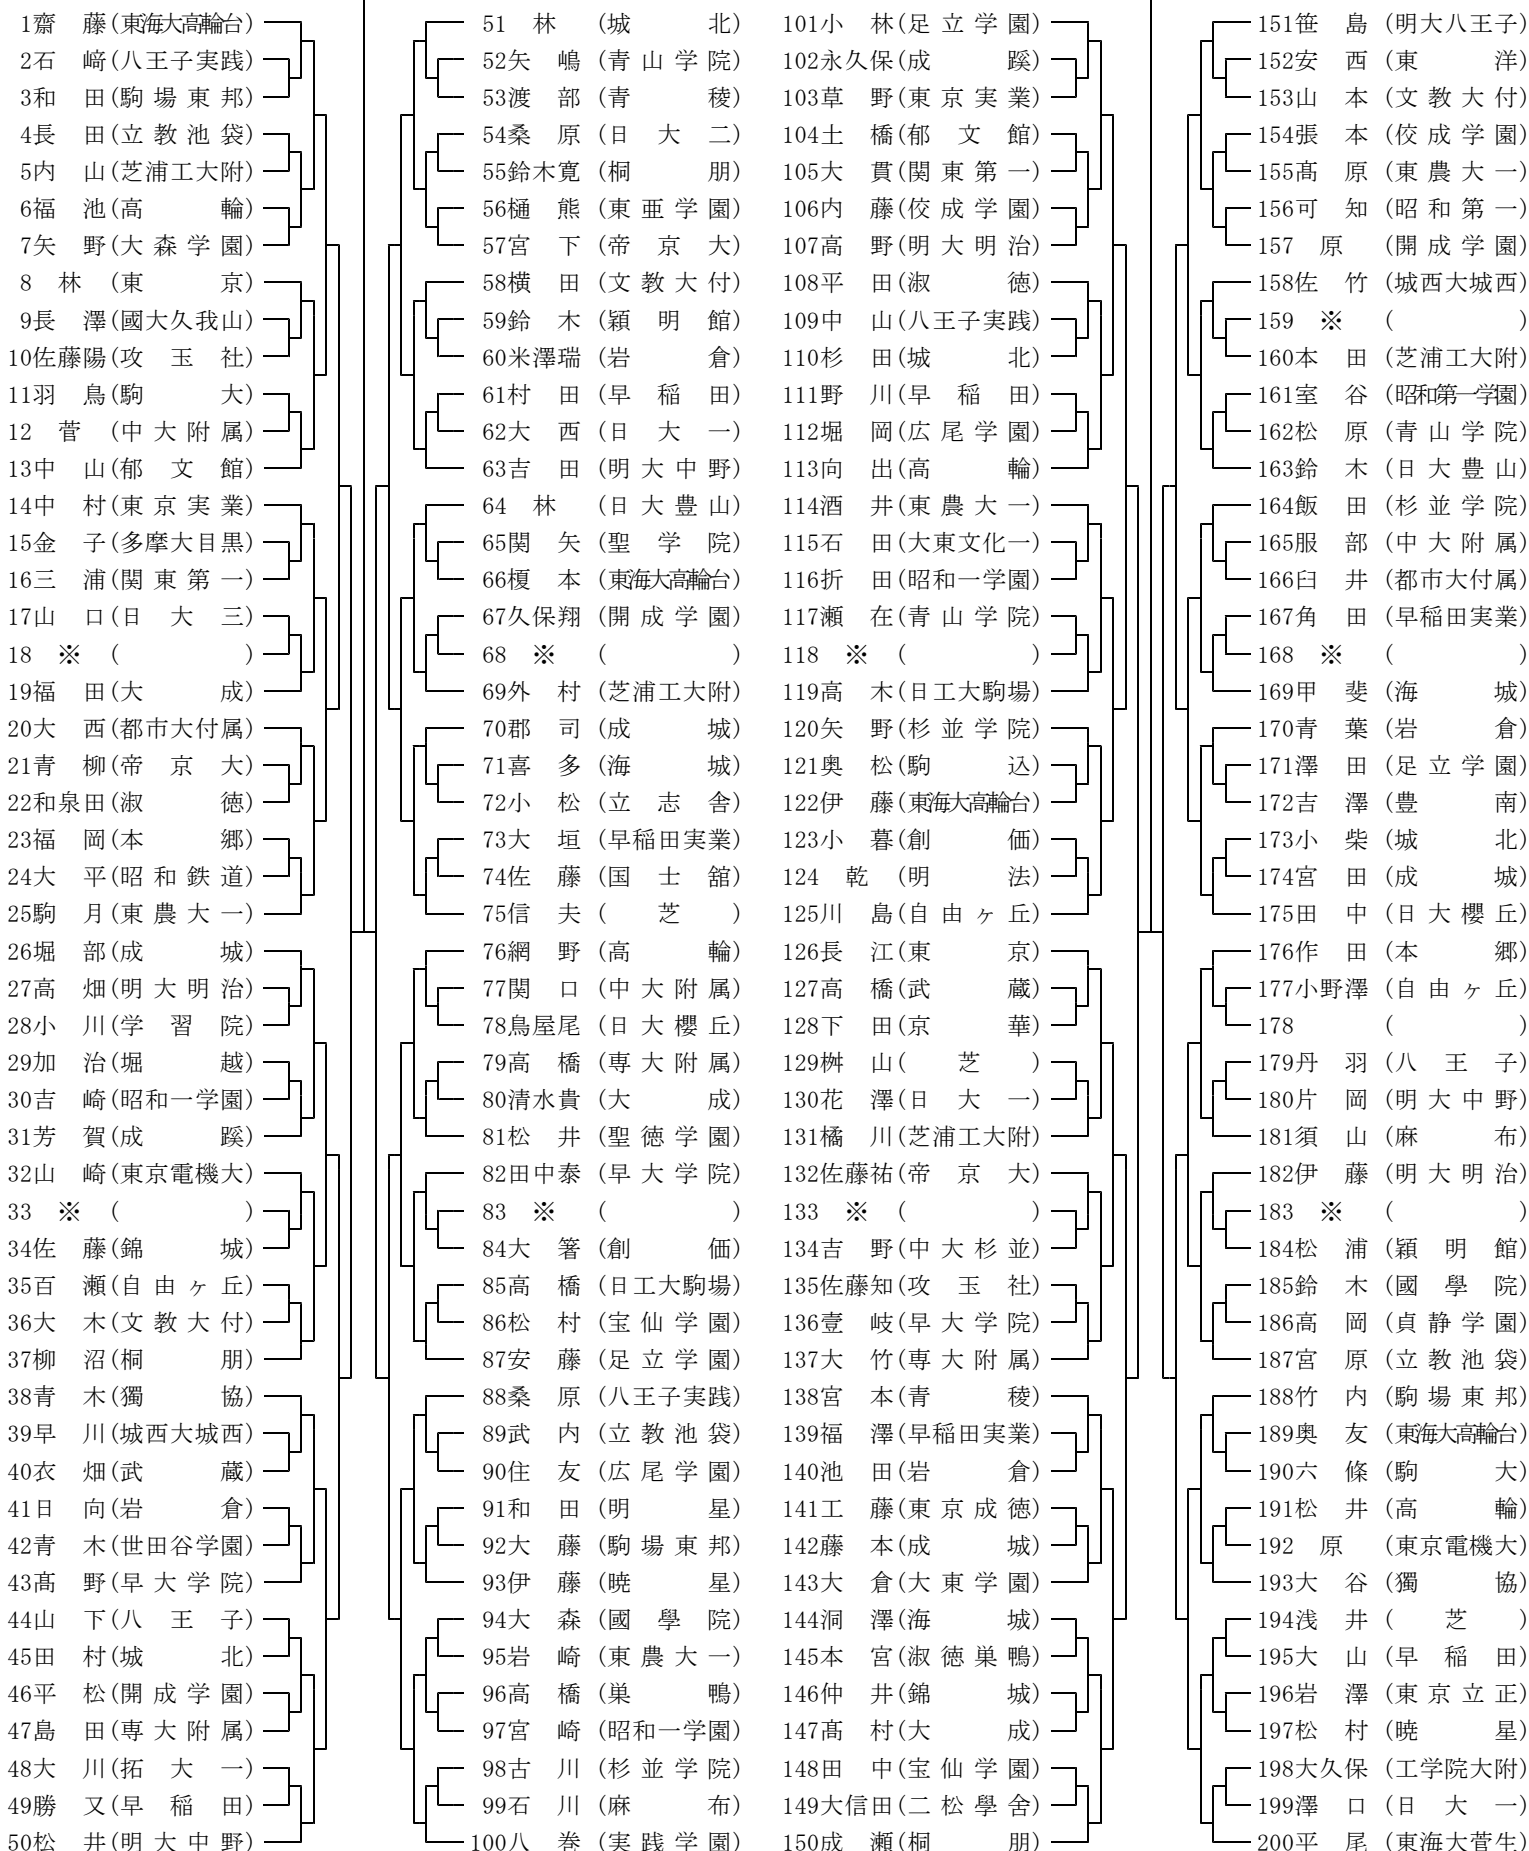 1齋　藤(東海大高輪台)
2石　﨑(八王子実践)
3和　田(駒場東邦)
4長　田(立教池袋)
5内　山(芝浦工大附)
6福　池(高輪)
7矢　野(大森学園)
8　林　(東京)
9長　澤(國大久我山)
10佐藤陽(攻玉社)
11羽　鳥(駒大)
12　菅　(中大附属)
13中　山(郁文館)
14中　村(東京実業)
15金　子(多摩大目黒)
16三　浦(関東第一)
17山　口(日大三)
18　※　(　　　)
19福　田(大成)
20大　西(都市大付属)
21青　柳(帝京大)
22和泉田(淑徳)
23福　岡(本郷)
24大　平(昭和鉄道)
25駒　月(東農大一)
26堀　部(成城)
27高　畑(明大明治)
28小　川(学習院)
29加　治(堀越)
30吉　崎(昭和一学園)
31芳　賀(成蹊)
32山　崎(東京電機大)
33　※　(　　　)
34佐　藤(錦城)
35百　瀬(自由ヶ丘)
36大　木(文教大付)
37柳　沼(桐朋)
38青　木(獨協)
39早　川(城西大城西)
40衣　畑(武蔵)
41日　向(岩倉)
42青　木(世田谷学園)
43髙　野(早大学院)
44山　下(八王子)
45田　村(城北)
46平　松(開成学園)
47島　田(専大附属)
48大　川(拓大一)
49勝　又(早稲田)
50松　井(明大中野)
51　林　(城北)
52矢　嶋(青山学院)
53渡　部(青稜)
54桑　原(日大二)
55鈴木寛(桐朋)
56樋　熊(東亜学園)
57宮　下(帝京大)
58横　田(文教大付)
59鈴　木(穎明館)
60米澤瑞(岩倉)
61村　田(早稲田)
62大　西(日大一)
63吉　田(明大中野)
64　林　(日大豊山)
65関　矢(聖学院)
66榎　本(東海大高輪台)
67久保翔(開成学園)
68　※　(　　　)
69外　村(芝浦工大附)
70郡　司(成城)
71喜　多(海城)
72小　松(立志舎)
73大　垣(早稲田実業)
74佐　藤(国士舘)
75信　夫(芝)
76網　野(高輪)
77関　口(中大附属)
78鳥屋尾(日大櫻丘)
79高　橋(専大附属)
80清水貴(大成)
81松　井(聖徳学園)
82田中泰(早大学院)
83　※　(　　　)
84大　箸(創価)
85高　橋(日工大駒場)
86松　村(宝仙学園)
87安　藤(足立学園)
88桑　原(八王子実践)
89武　内(立教池袋)
90住　友(広尾学園)
91和　田(明星)
92大　藤(駒場東邦)
93伊　藤(暁星)
94大　森(國學院)
95岩　崎(東農大一)
96高　橋(巣鴨)
97宮　崎(昭和一学園)
98古　川(杉並学院)
99石　川(麻布)
100八　巻(実践学園)
101小　林(足立学園)
102永久保(成蹊)
103草　野(東京実業)
104土　橋(郁文館)
105大　貫(関東第一)
106内　藤(佼成学園)
107高　野(明大明治)
108平　田(淑徳)
109中　山(八王子実践)
110杉　田(城北)
111野　川(早稲田)
112堀　岡(広尾学園)
113向　出(高輪)
114酒　井(東農大一)
115石　田(大東文化一)
116折　田(昭和一学園)
117瀬　在(青山学院)
118　※　(　　　)
119高　木(日工大駒場)
120矢　野(杉並学院)
121奥　松(駒込)
122伊　藤(東海大高輪台)
123小　暮(創価)
124　乾　(明法)
125川　島(自由ヶ丘)
126長　江(東京)
127高　橋(武蔵)
128下　田(京華)
129桝　山(芝)
130花　澤(日大一)
131橘　川(芝浦工大附)
132佐藤祐(帝京大)
133　※　(　　　)
134吉　野(中大杉並)
135佐藤知(攻玉社)
136壹　岐(早大学院)
137大　竹(専大附属)
138宮　本(青稜)
139福　澤(早稲田実業)
140池　田(岩倉)
141工　藤(東京成徳)
142藤　本(成城)
143大　倉(大東学園)
144洞　澤(海城)
145本　宮(淑徳巣鴨)
146仲　井(錦城)
147髙　村(大成)
148田　中(宝仙学園)
149大信田(二松學舍)
150成　瀬(桐朋)
151笹　島(明大八王子)
152安　西(東洋)
153山　本(文教大付)
154張　本(佼成学園)
155髙　原(東農大一)
156可　知(昭和第一)
157　原　(開成学園)
158佐　竹(城西大城西)
159　※　(　　　)
160本　田(芝浦工大附)
161室　谷(昭和第一学園)
162松　原(青山学院)
163鈴　木(日大豊山)
164飯　田(杉並学院)
165服　部(中大附属)
166臼　井(都市大付属)
167角　田(早稲田実業)
168　※　(　　　)
169甲　斐(海城)
170青　葉(岩倉)
171澤　田(足立学園)
172吉　澤(豊南)
173小　柴(城北)
174宮　田(成城)
175田　中(日大櫻丘)
176作　田(本郷)
177小野澤(自由ヶ丘)
178　　　(　　　)
179丹　羽(八王子)
180片　岡(明大中野)
181須　山(麻布)
182伊　藤(明大明治)
183　※　(　　　)
184松　浦(穎明館)
185鈴　木(國學院)
186高　岡(貞静学園)
187宮　原(立教池袋)
188竹　内(駒場東邦)
189奥　友(東海大高輪台)
190六　條(駒大)
191松　井(高輪)
192　原　(東京電機大)
193大　谷(獨協)
194浅　井(芝)
195大　山(早稲田)
196岩　澤(東京立正)
197松　村(暁星)
198大久保(工学院大附)
199澤　口(日大一)
200平　尾(東海大菅生)